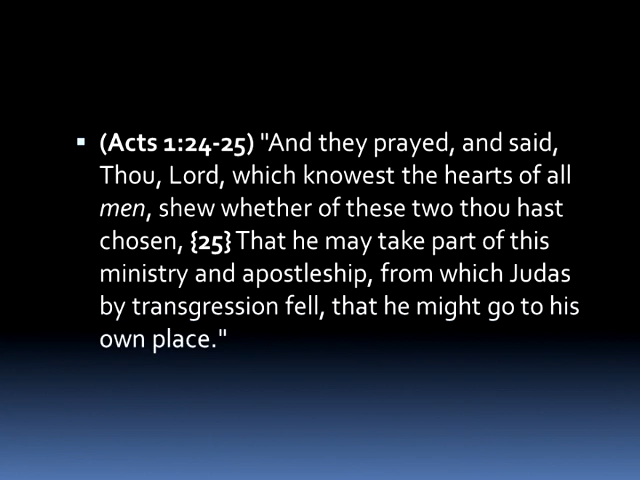 ▪ (Acts 1:24-25) "And they prayed, and said,
Thou, Lord, which knowest the hearts of all
men, shew whether of these two thou hast
chosen, {25} That he may take part of this
ministry and apostleship, from which Judas
by transgression fell, that he might go to his
own place."